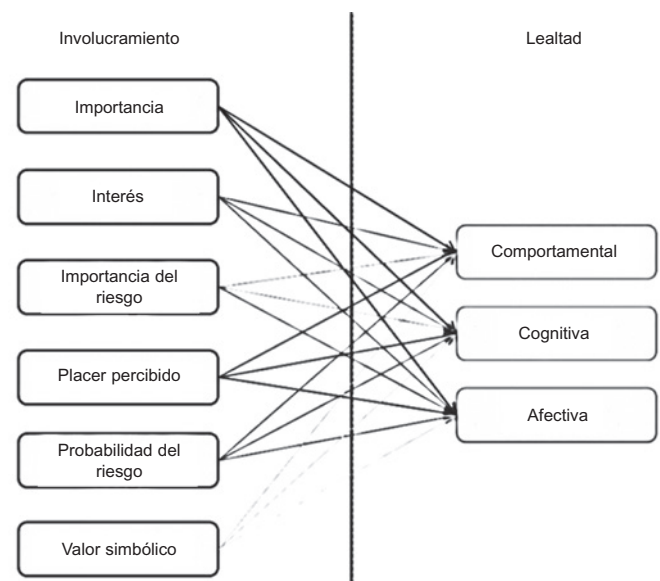 Involucramiento
Lealtad
Importancia
Interés
Importancia del
riesgo
Placer percibido
Probabilidad del
riesgo
Valor simbólico
Comportamental
Cognitiva
Afectiva